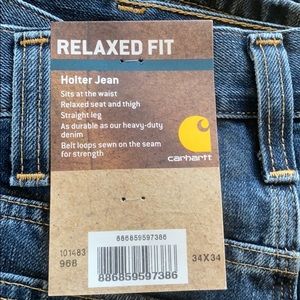 RELAXED FIT
Holter Jean
Sits at the waist
Relaxed seat and thigh
Straight leg
As durable as our heavy-duty
denim
Belt loops sewn on the seam
for strength
carhartt
886859597386
101483
96B
34X34
886859597386